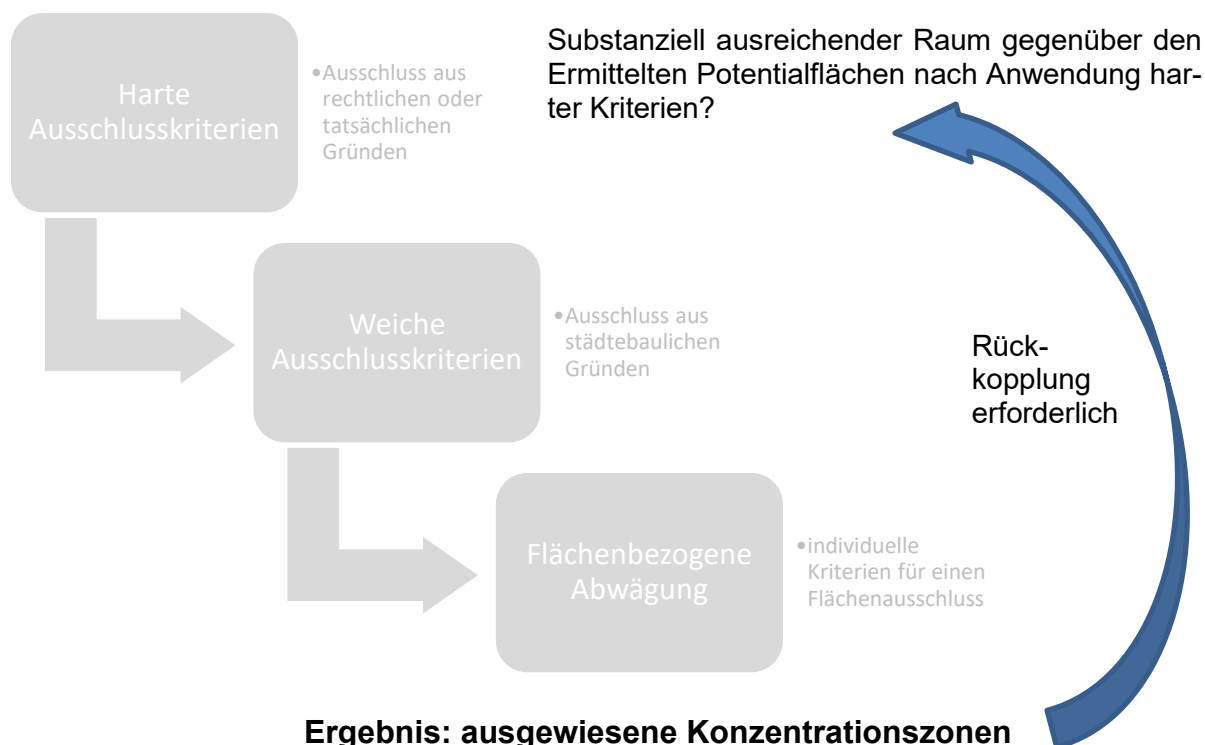 Substanziell ausreichender Raum gegenüber den
Ermittelten Potentialflächen nach Anwendung har-
ter Kriterien?
Harte
Ausschlusskriterien
•Ausschluss aus
rechtlichen oder
tatsächlichen
Gründen
Weiche
Ausschlusskriterien
•Ausschluss aus
städtebaulichen
Gründen
Rück-
kopplung
erforderlich
Flächenbezogene
Abwägung
•individuelle
Kriterien für einen
Flächenausschluss
Ergebnis: ausgewiesene Konzentrationszonen